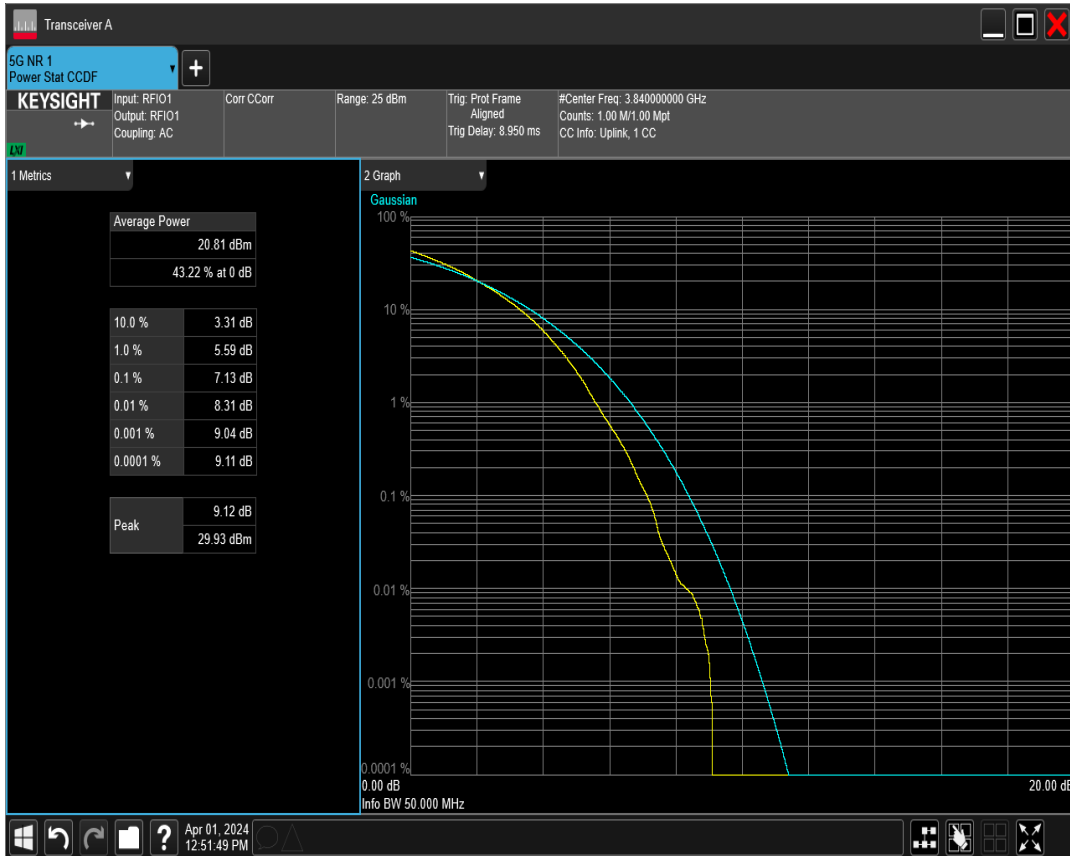 Transceiver A
5G NR 1
Power Stat CCDF
KEYSIGHT
LXI
Input: RFIO1
Output: RFIO1
Coupling: AC
Corr CCorr
Range: 25 dBm
Trig: Prot Frame
Aligned
Trig Delay: 8.950 ms
#Center Freq: 3.840000000 GHz
Counts: 1.00 M/1.00 Mpt
CC Info: Uplink, 1 CC
1 Metrics
Average Power
20.81 dBm
43.22 % at 0 dB
10.0 % 3.31 dB
1.0 % 5.59 dB
0.1 % 7.13 dB
0.01 % 8.31 dB
0.001 % 9.04 dB
0.0001 % 9.11 dB
Peak
9.12 dB
29.93 dBm
2 Graph
Gaussian
100 %
10 %
1 %
0.1 %
0.01 %
0.001 %
0.0001 %
0.00 dB
20.00 dB
Info BW 50.000 MHz
?
Apr 01, 2024
12:51:49 PM